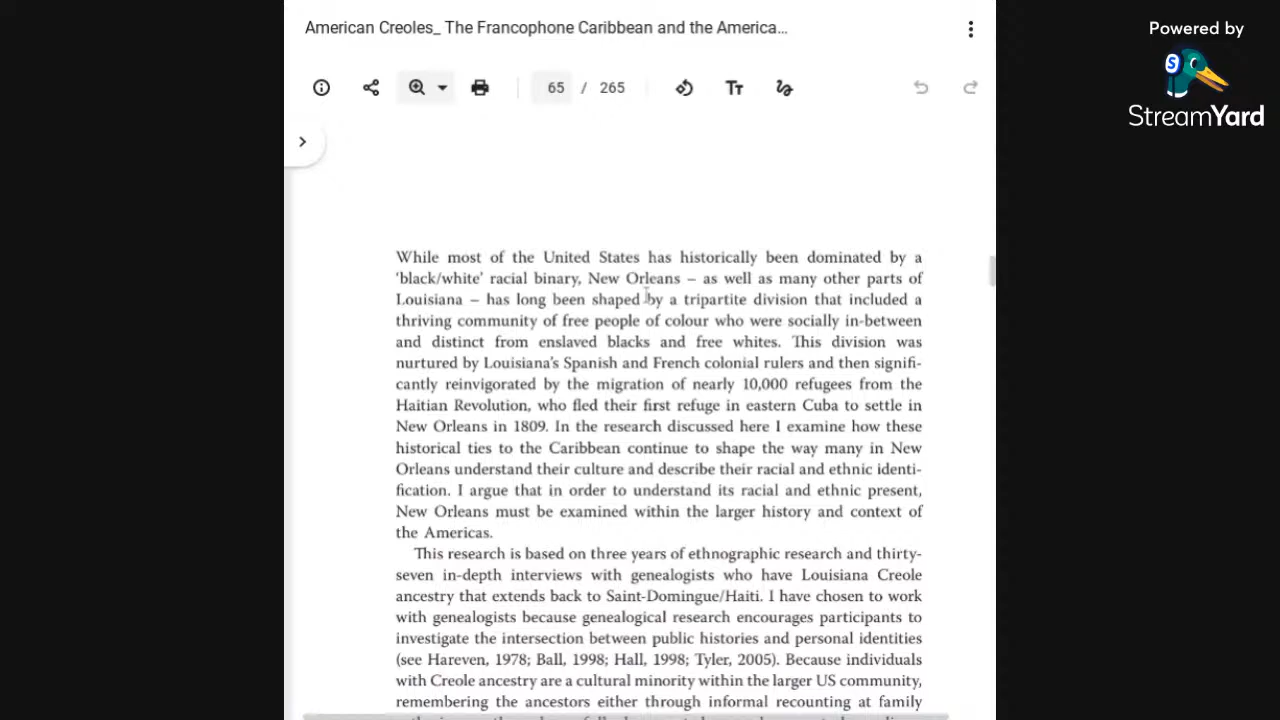 American Creoles_ The Francophone Caribbean and the America...
Powered by
S
StreamYard
65 / 265
While most of the United States has historically been dominated by a
‘black/white’ racial binary, New Orleans – as well as many other parts of
Louisiana – has long been shaped by a tripartite division that included a
thriving community of free people of colour who were socially in-between
and distinct from enslaved blacks and free whites. This division was
nurtured by Louisiana’s Spanish and French colonial rulers and then signifi-
cantly reinvigorated by the migration of nearly 10,000 refugees from the
Haitian Revolution, who fled their first refuge in eastern Cuba to settle in
New Orleans in 1809. In the research discussed here I examine how these
historical ties to the Caribbean continue to shape the way many in New
Orleans understand their culture and describe their racial and ethnic identi-
fication. I argue that in order to understand its racial and ethnic present,
New Orleans must be examined within the larger history and context of
the Americas.
This research is based on three years of ethnographic research and thirty-
seven in-depth interviews with genealogists who have Louisiana Creole
ancestry that extends back to Saint-Domingue/Haiti. I have chosen to work
with genealogists because genealogical research encourages participants to
investigate the intersection between public histories and personal identities
(see Hareven, 1978; Ball, 1998; Hall, 1998; Tyler, 2005). Because individuals
with Creole ancestry are a cultural minority within the larger US community,
remembering the ancestors either through informal recounting at family